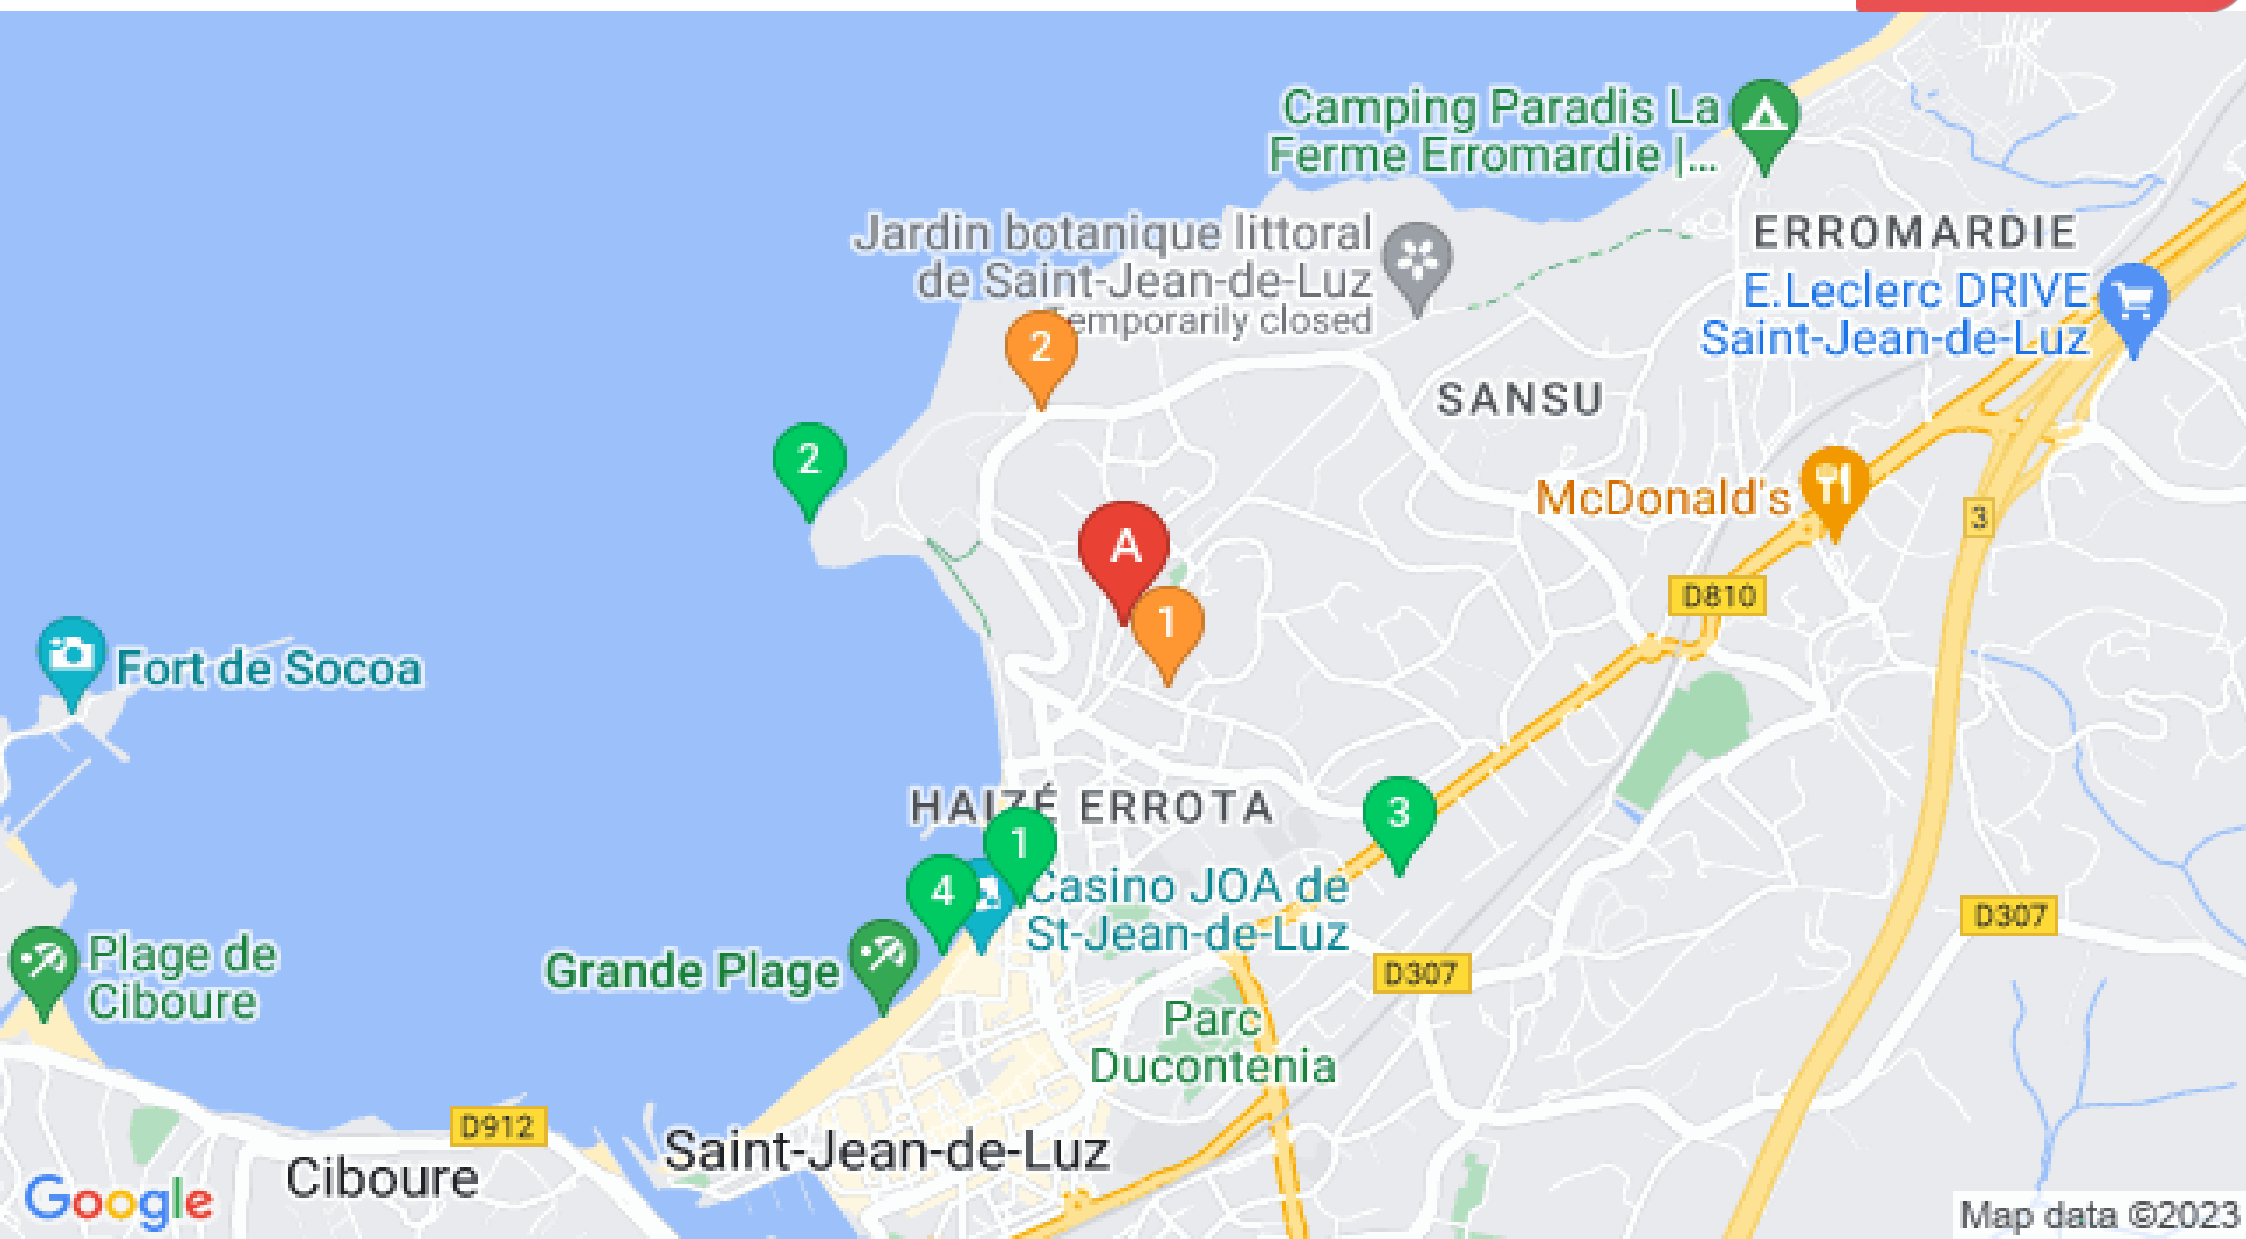 Camping Paradis La
Ferme Erromardie |...
Jardin botanique littoral
de Saint-Jean-de-Luz
Temporarily closed
ERROMARDIE
E.Leclerc DRIVE
Saint-Jean-de-Luz
2
SANSU
2
McDonald's
3
A
D810
1
Fort de Socoa
HAIZÉ ERROTA
3
1
4
Casino JOA de
St-Jean-de-Luz
D307
Plage de
Ciboure
Grande Plage
D307
Parc
Ducontenia
D912
Saint-Jean-de-Luz
Ciboure
Google
Map data ©2023